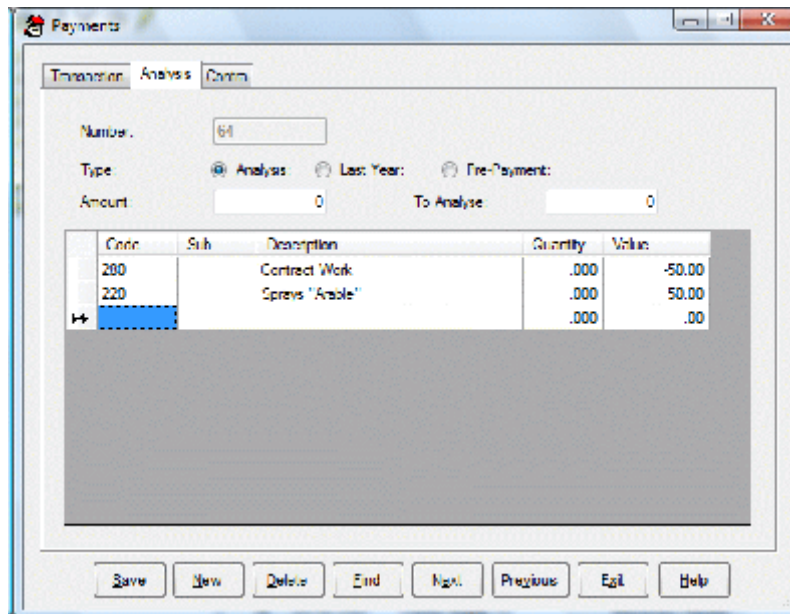 Payments
Transaction Analysis Comm
Number: 64
Type: Analysis: Last Year: Pre-Payment:
Amount: 0 To Analyse 0
Code Sub Description Quantity Value
280 Contract Work .000 -50.00
220 Sprays "Arable" .000 50.00
.000 .00
Save New Delete Find Next Previous Exit Help